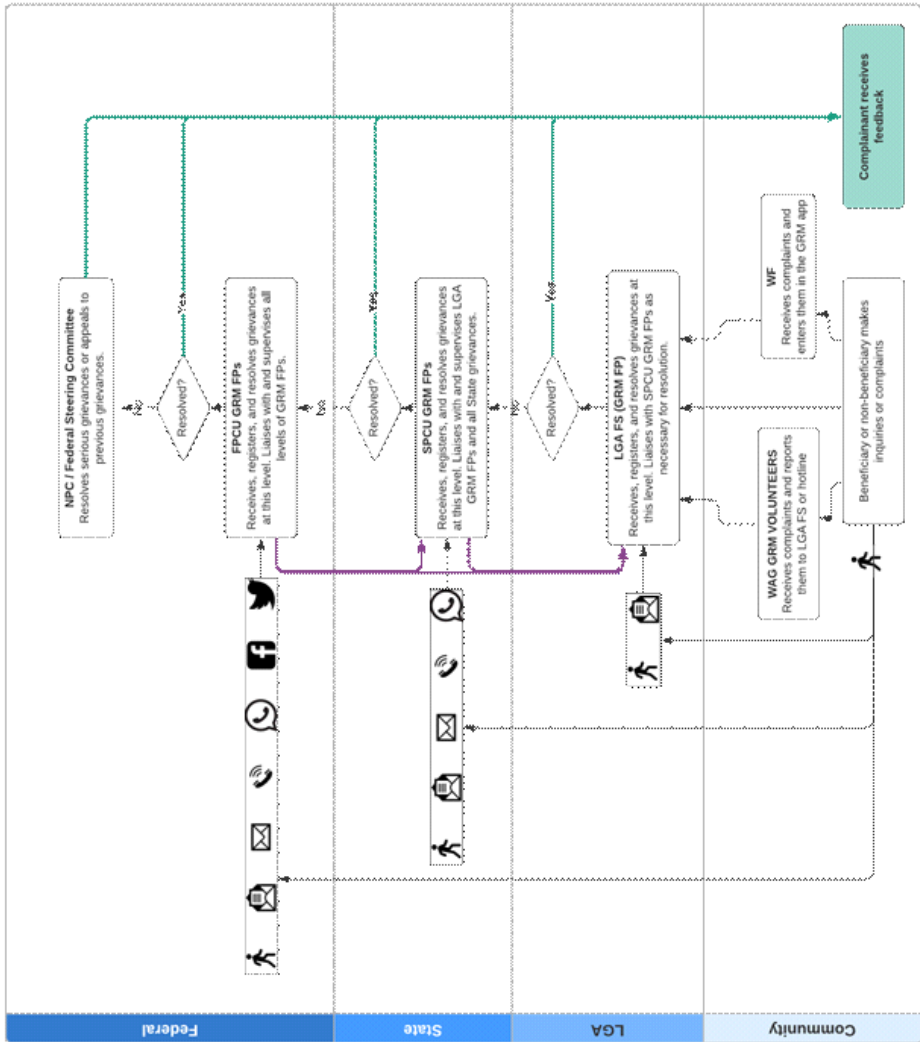 Federal
NPC / Federal Steering Committee
Resolves serious grievances or appeals to
previous grievances.
No
Resolved?
Yes
FPCU GRM FPs
Receives, registers, and resolves grievances
at this level. Liaises with and supervises all
levels of GRM FPs.
State
No
Resolved?
Yes
SPCU GRM FPs
Receives, registers, and resolves grievances
at this level. Liaises with and supervises LGA
GRM FPs and all State grievances.
LGA
No
Resolved?
Yes
LGA FS (GRM FP)
Receives, registers, and resolves grievances at
this level. Liaises with SPCU GRM FPs as
necessary for resolution.
Community
WAG GRM VOLUNTEERS
Receives complaints and reports
them to LGA FS or hotline
WF
Receives complaints and
enters them in the GRM app
Beneficiary or non-beneficiary makes
inquiries or complaints
Complainant receives
feedback